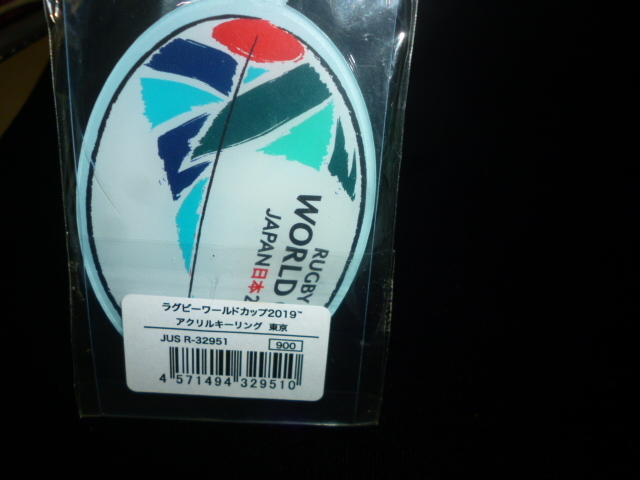 RUGBY
WORLD
JAPAN日本 2
ラグビーワールドカップ2019™
アクリルキーリング 東京
JUS R-32951 900
4 571494 329510